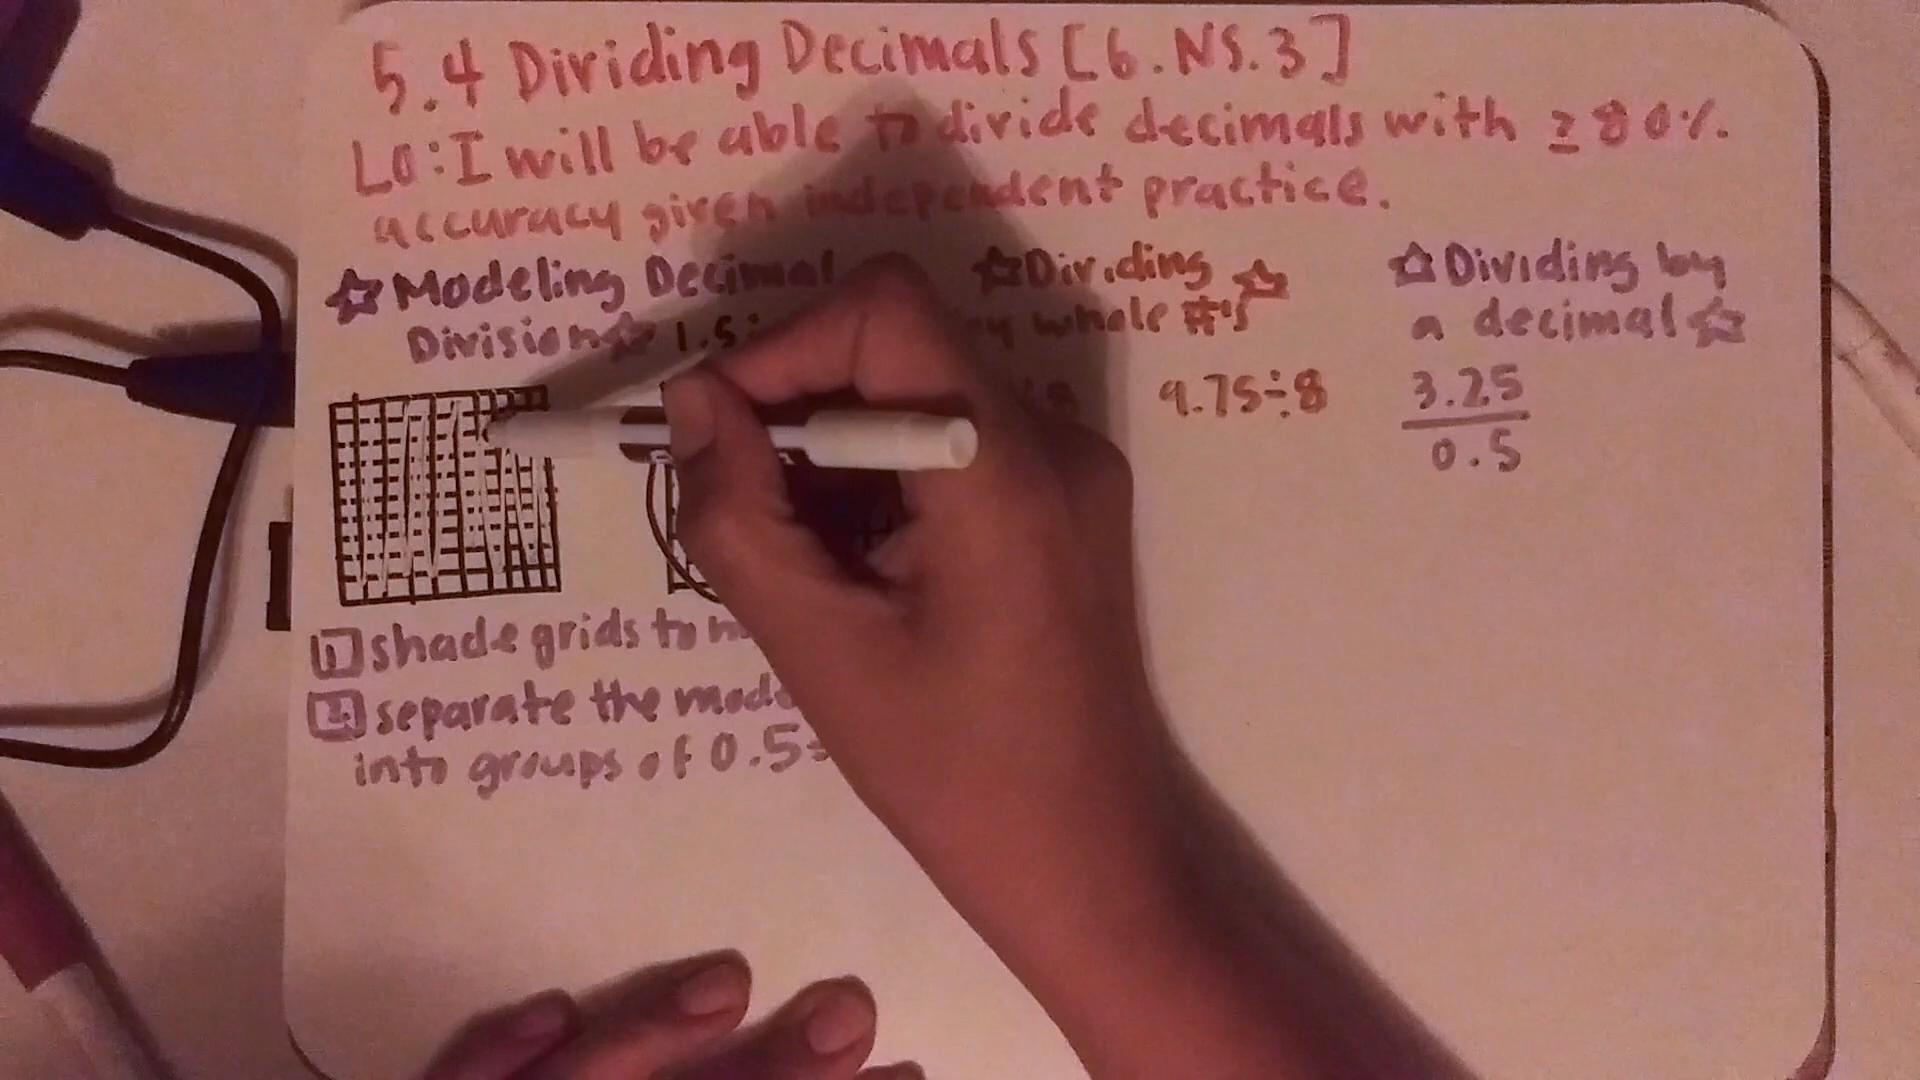 5.4 Dividing Decimals [6.NS.3]
LO: I will be able to divide decimals with ≥80%
accuracy given independent practice.
☆Modeling Decimal
Division☆ 1.5÷
☆Dividing☆
whole #'s
9.75÷8
☆Dividing by
a decimal☆
3.25
0.5
1 shade grids to
2 separate the
into groups of 0.5